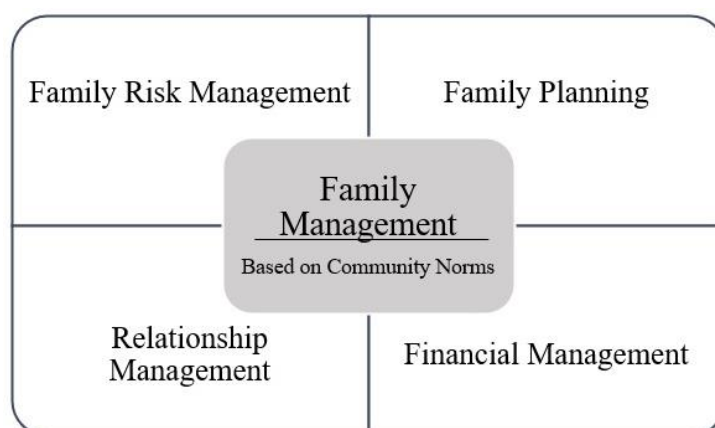 Family Risk Management
Family Planning
Family
Management
Based on Community Norms
Relationship
Management
Financial Management